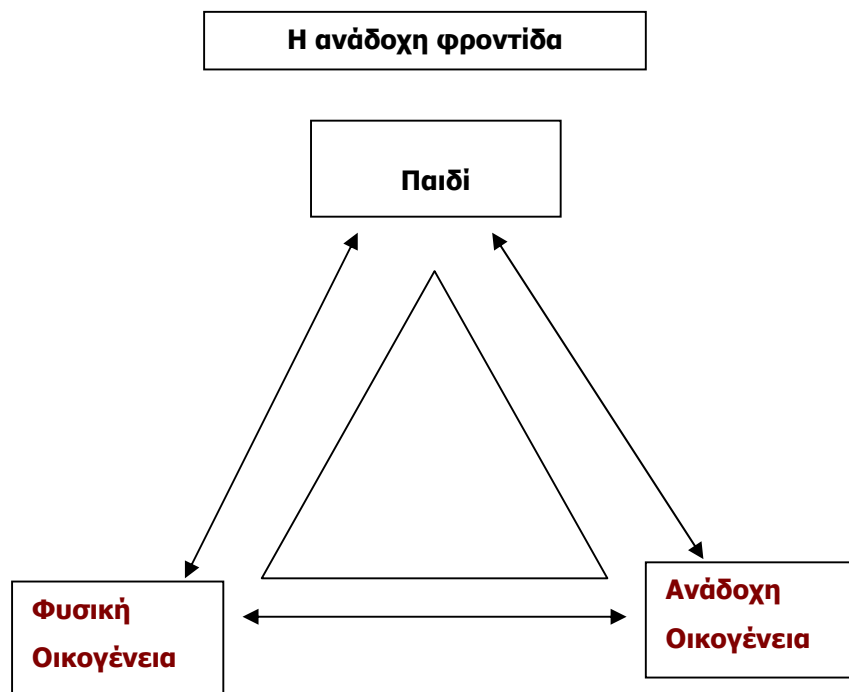 Η ανάδοχη φροντίδα
Παιδί
Φυσική
Οικογένεια
Ανάδοχη
Οικογένεια